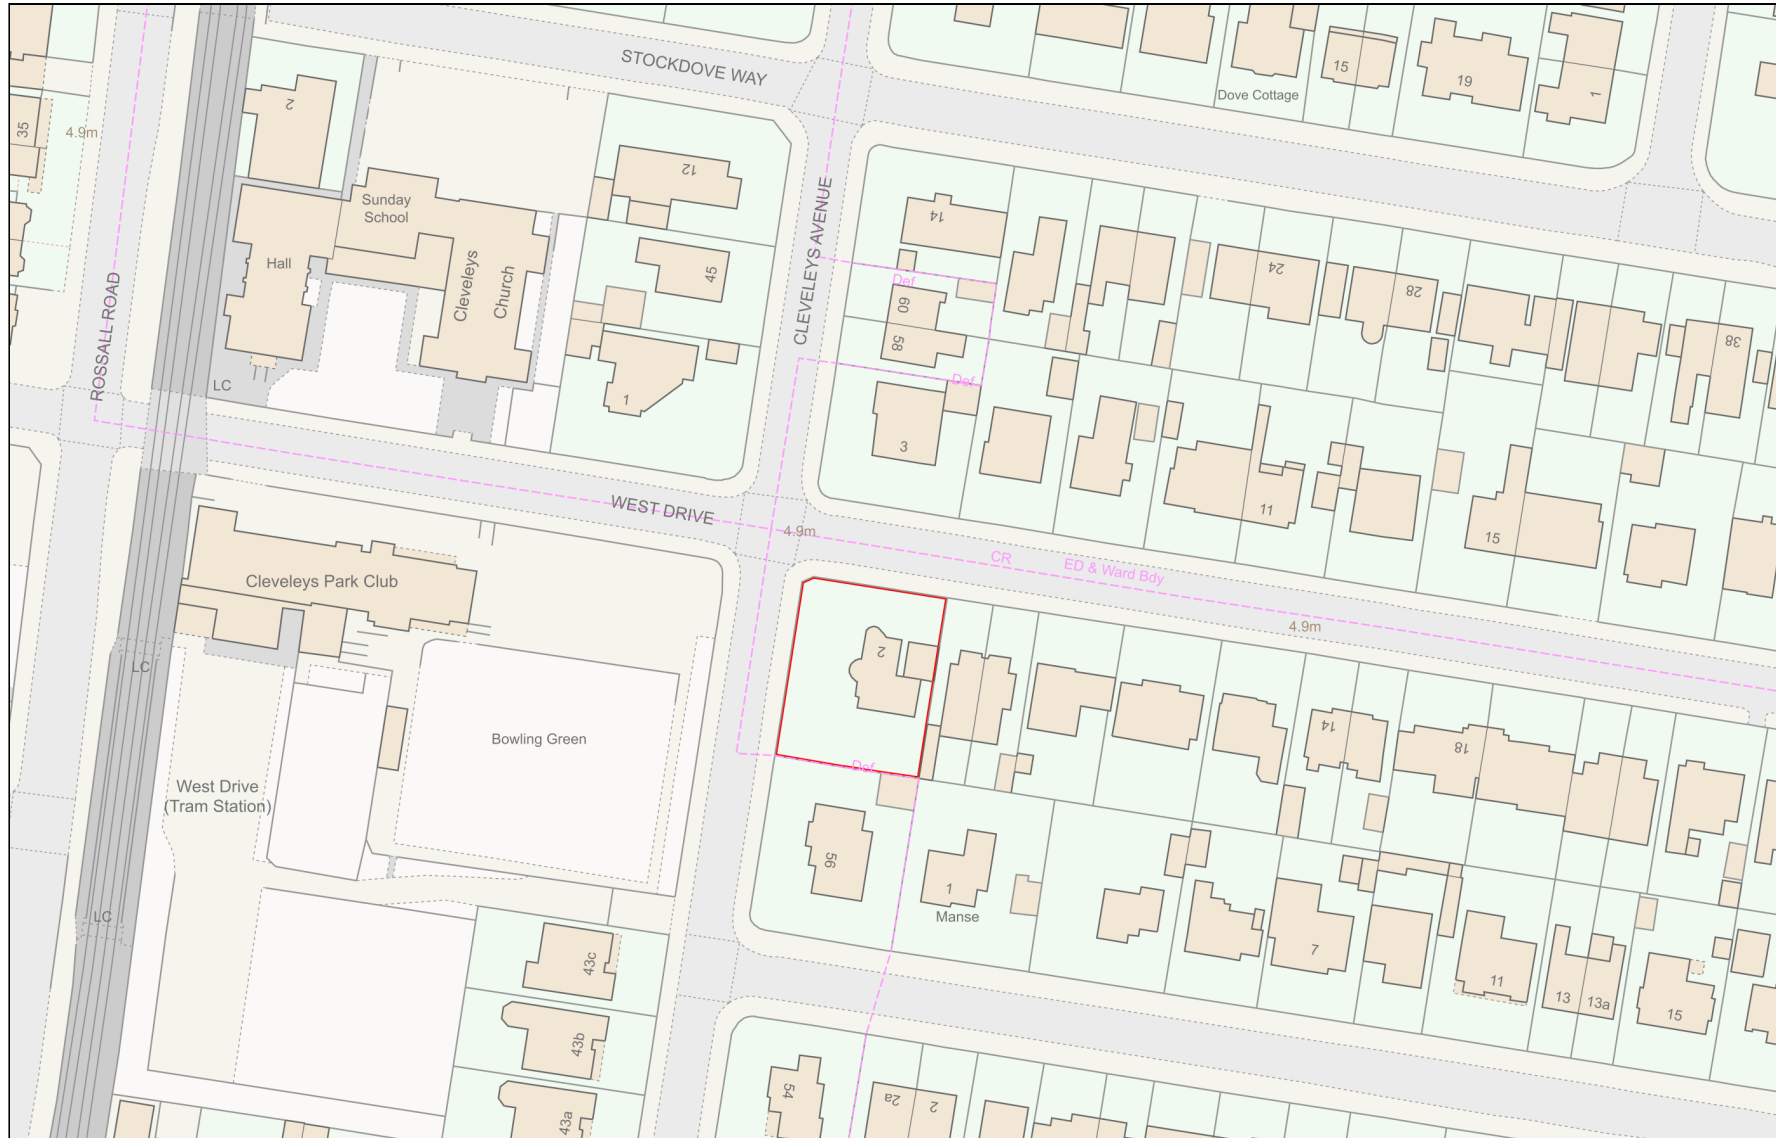 STOCKDOVE WAY
Dove Cottage
15
19
1
2
35
4.9m
12
Sunday
School
CLEVELEYS AVENUE
14
Hall
Cleveleys
Church
45
Def
60
58
Def
24
28
38
ROSSALL ROAD
LC
1
3
11
15
WEST DRIVE
4.9m
CR
ED & Ward Bdy
4.9m
Cleveleys Park Club
LC
2
14
18
Bowling Green
West Drive
(Tram Station)
Def
56
1
Manse
LC
43c
7
11
13
13a
15
43b
43a
54
2a
2